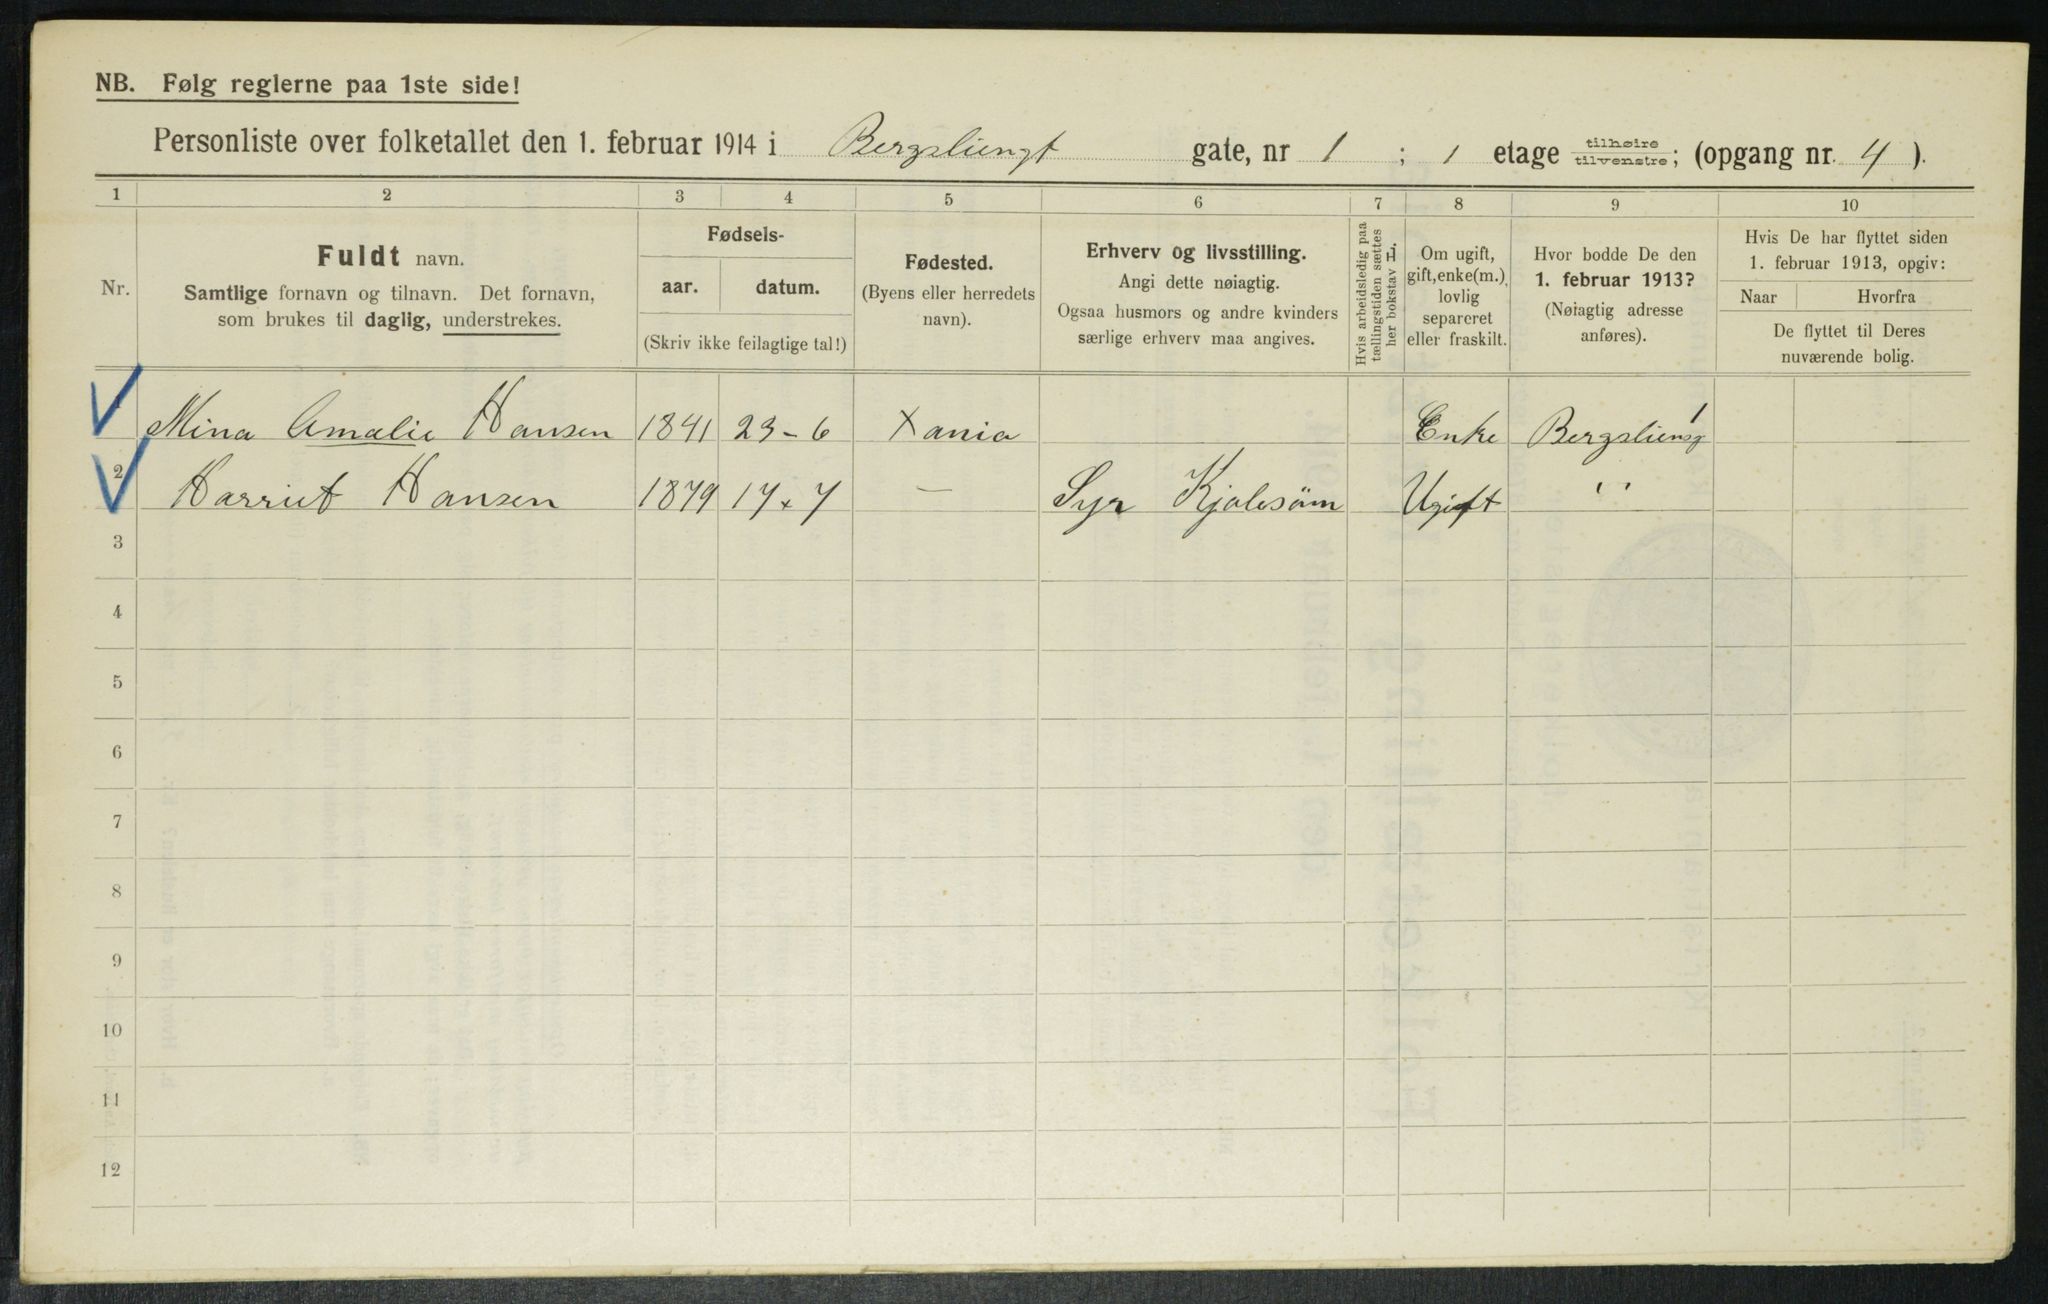 NB. Følg reglerne paa 1ste side!
Personliste over folketallet den 1. februar 1914 i Bergsliengt gate, nr 1 ; 1 etage tilhøire tilvenstre; (opgang nr. 4 ).
1 2 3 4 5 6 7 8 9 10
Nr.
Fuldt navn.
Samtlige fornavn og tilnavn. Det fornavn,
som brukes til daglig, understrekes.
Fødsels-
aar. datum.
(Skriv ikke feilagtige tal!)
Fødested.
(Byens eller herredets
navn).
Erhverv og livsstilling.
Angi dette nøiagtig.
Ogsaa husmors og andre kvinders
særlige erhverv maa angives.
Hvis arbeidsledig paa
tællingstiden sættes
her bokstav L.
Om ugift,
gift, enke(m.),
lovlig
separeret
eller fraskilt.
Hvor bodde De den
1. februar 1913?
(Nøiagtig adresse
anføres).
Hvis De har flyttet siden
1. februar 1913, opgiv:
Naar Hvorfra
De flyttet til Deres
nuværende bolig.
1 Mina Amalie Hansen 1841 23-6 Xania Enke Bergslieng 1
2 Harriet Hansen 1879 17 x 7 — Syr Kjolesöm Ugift ''
3
4
5
6
7
8
9
10
11
12